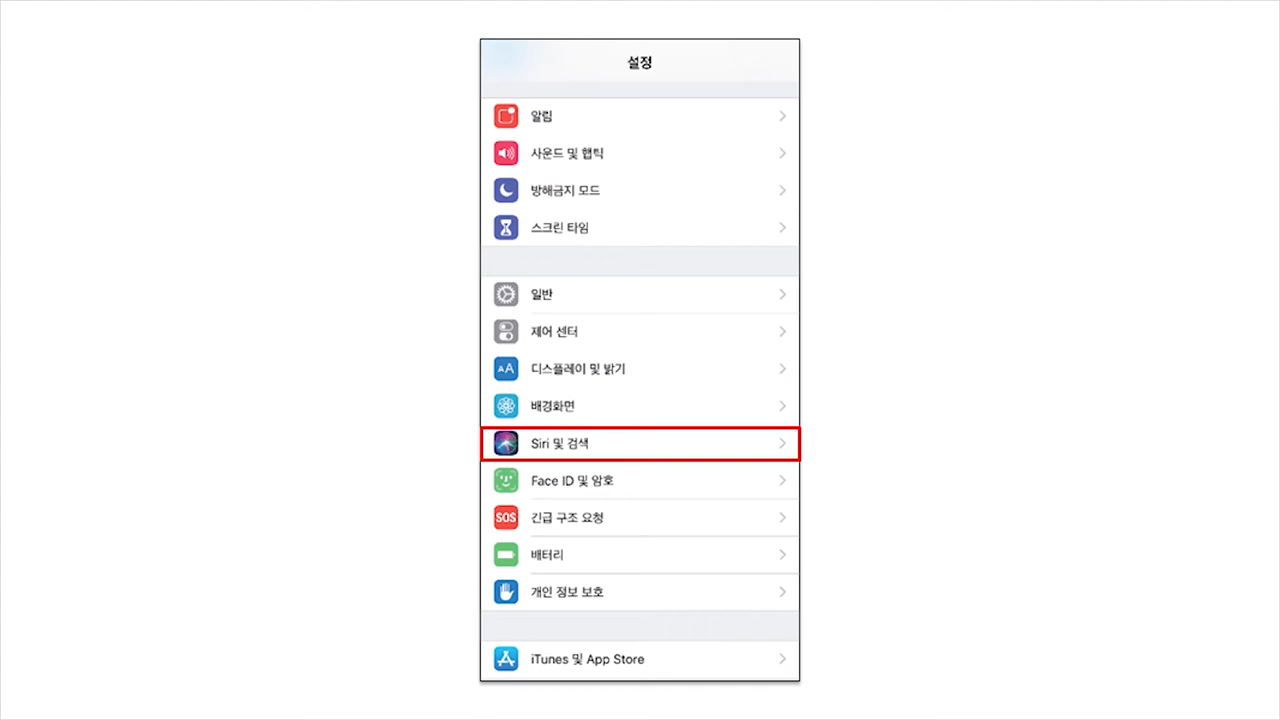 설정
알림
사운드 및 햅틱
방해금지 모드
스크린 타임
일반
제어 센터
AA 디스플레이 및 밝기
배경화면
Siri 및 검색
Face ID 및 암호
SOS 긴급 구조 요청
배터리
개인 정보 보호
iTunes 및 App Store